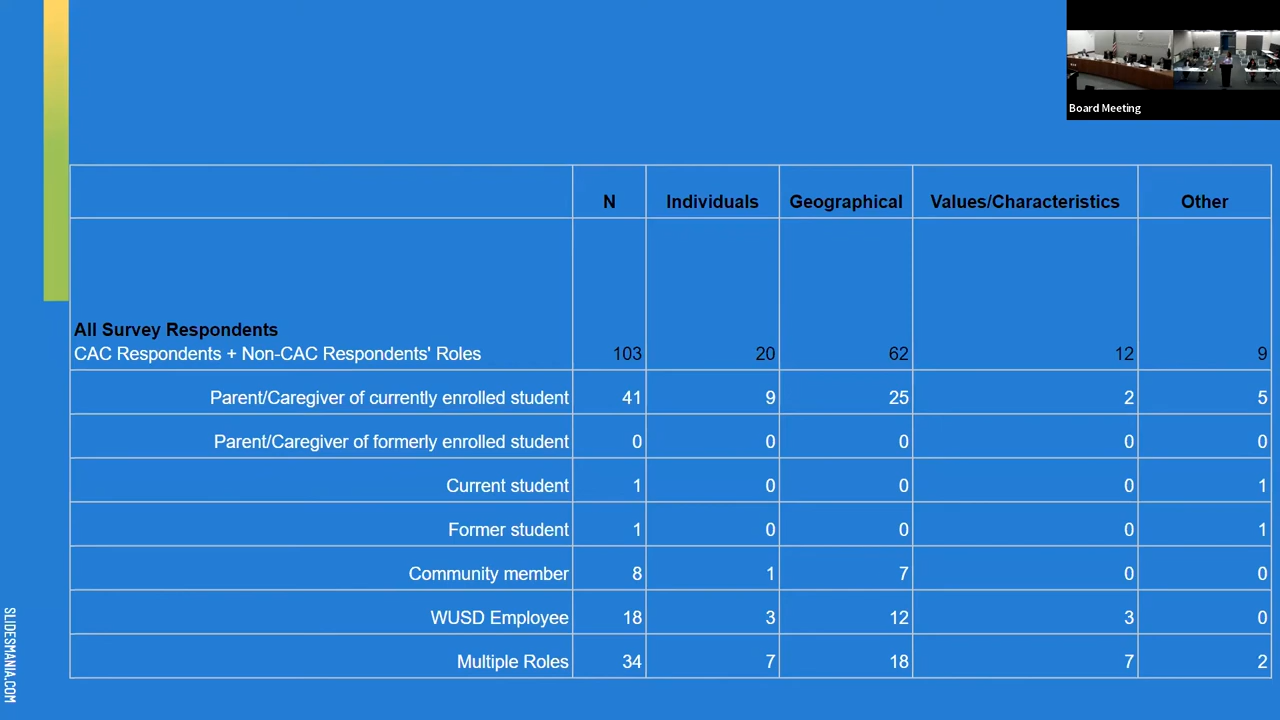 Board Meeting
N Individuals Geographical Values/Characteristics Other
All Survey Respondents
CAC Respondents + Non-CAC Respondents' Roles 103 20 62 12 9
Parent/Caregiver of currently enrolled student 41 9 25 2 5
Parent/Caregiver of formerly enrolled student 0 0 0 0 0
Current student 1 0 0 0 1
Former student 1 0 0 0 1
Community member 8 1 7 0 0
WUSD Employee 18 3 12 3 0
Multiple Roles 34 7 18 7 2
SLIDESMANIA.COM